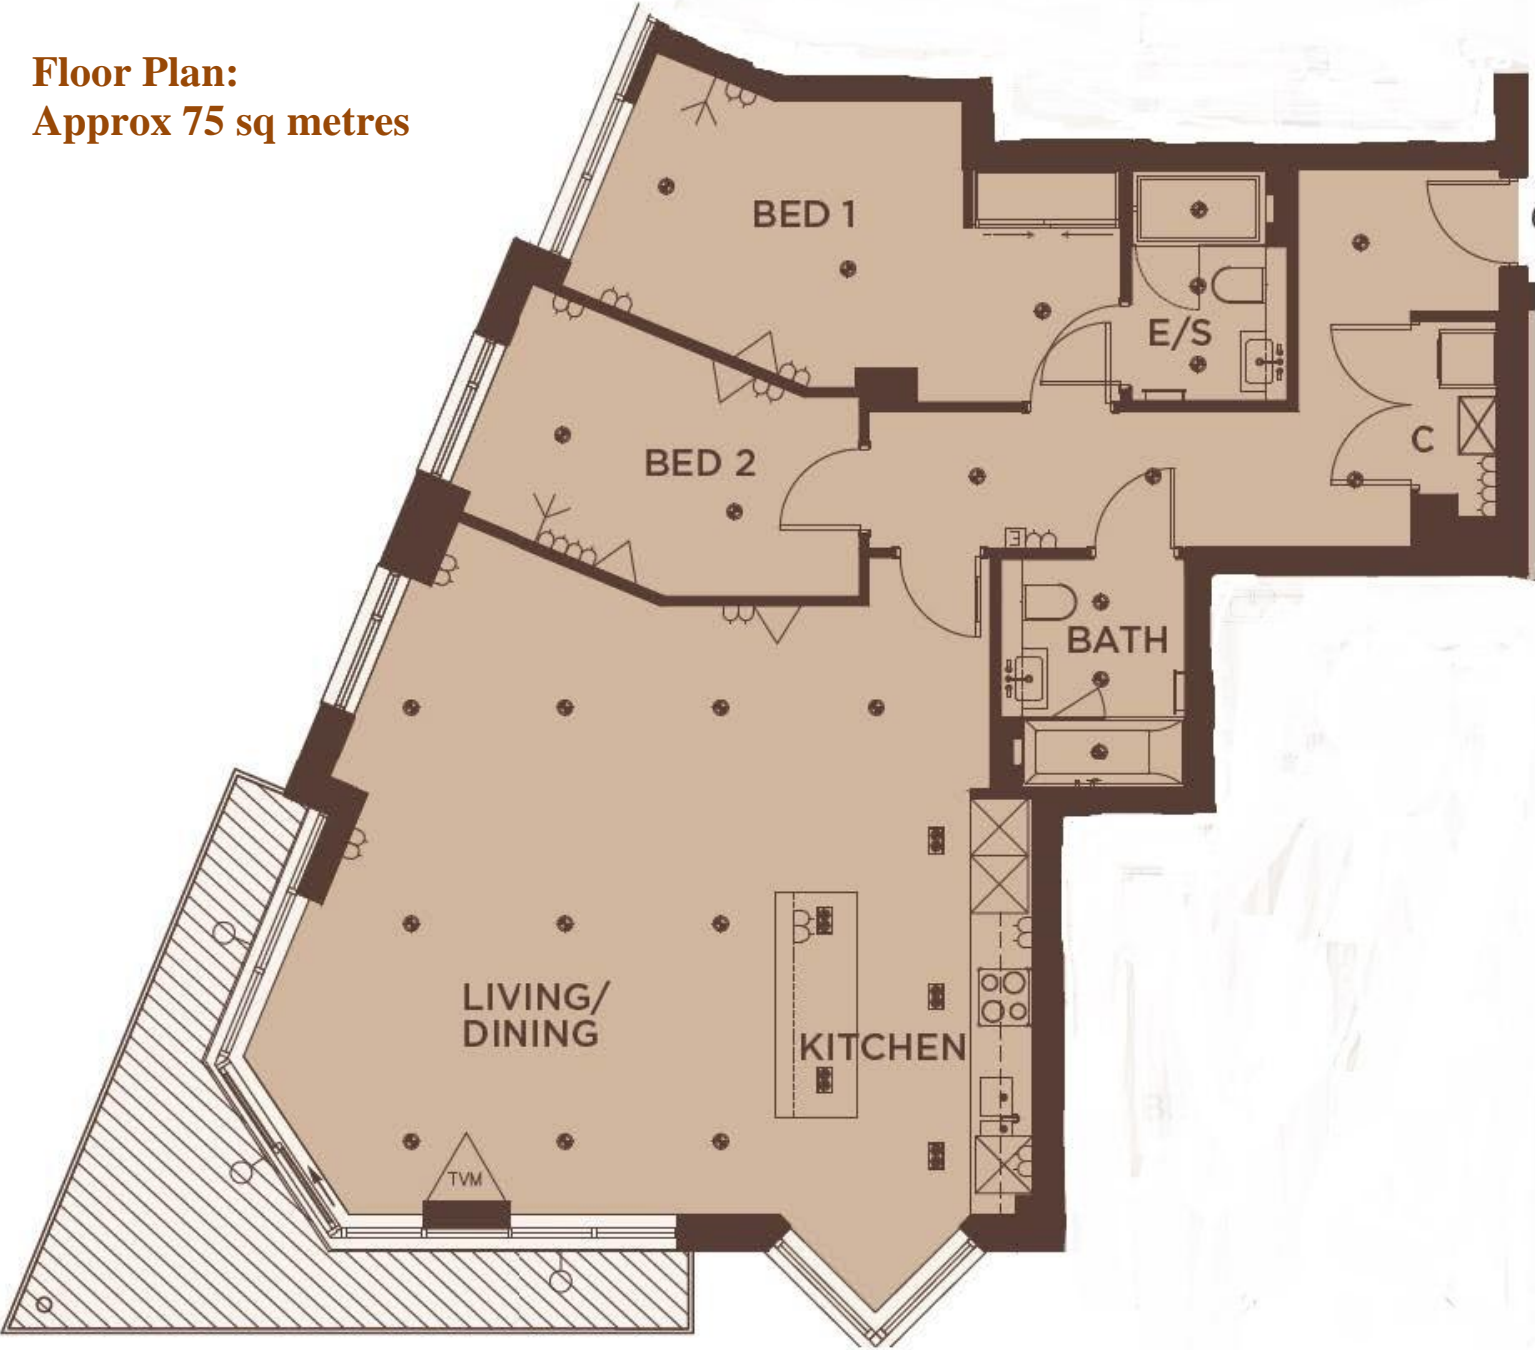 Floor Plan:
Approx 75 sq metres
BED 1
E/S
BED 2
C
E
BATH
LIVING/
DINING
KITCHEN
TVM